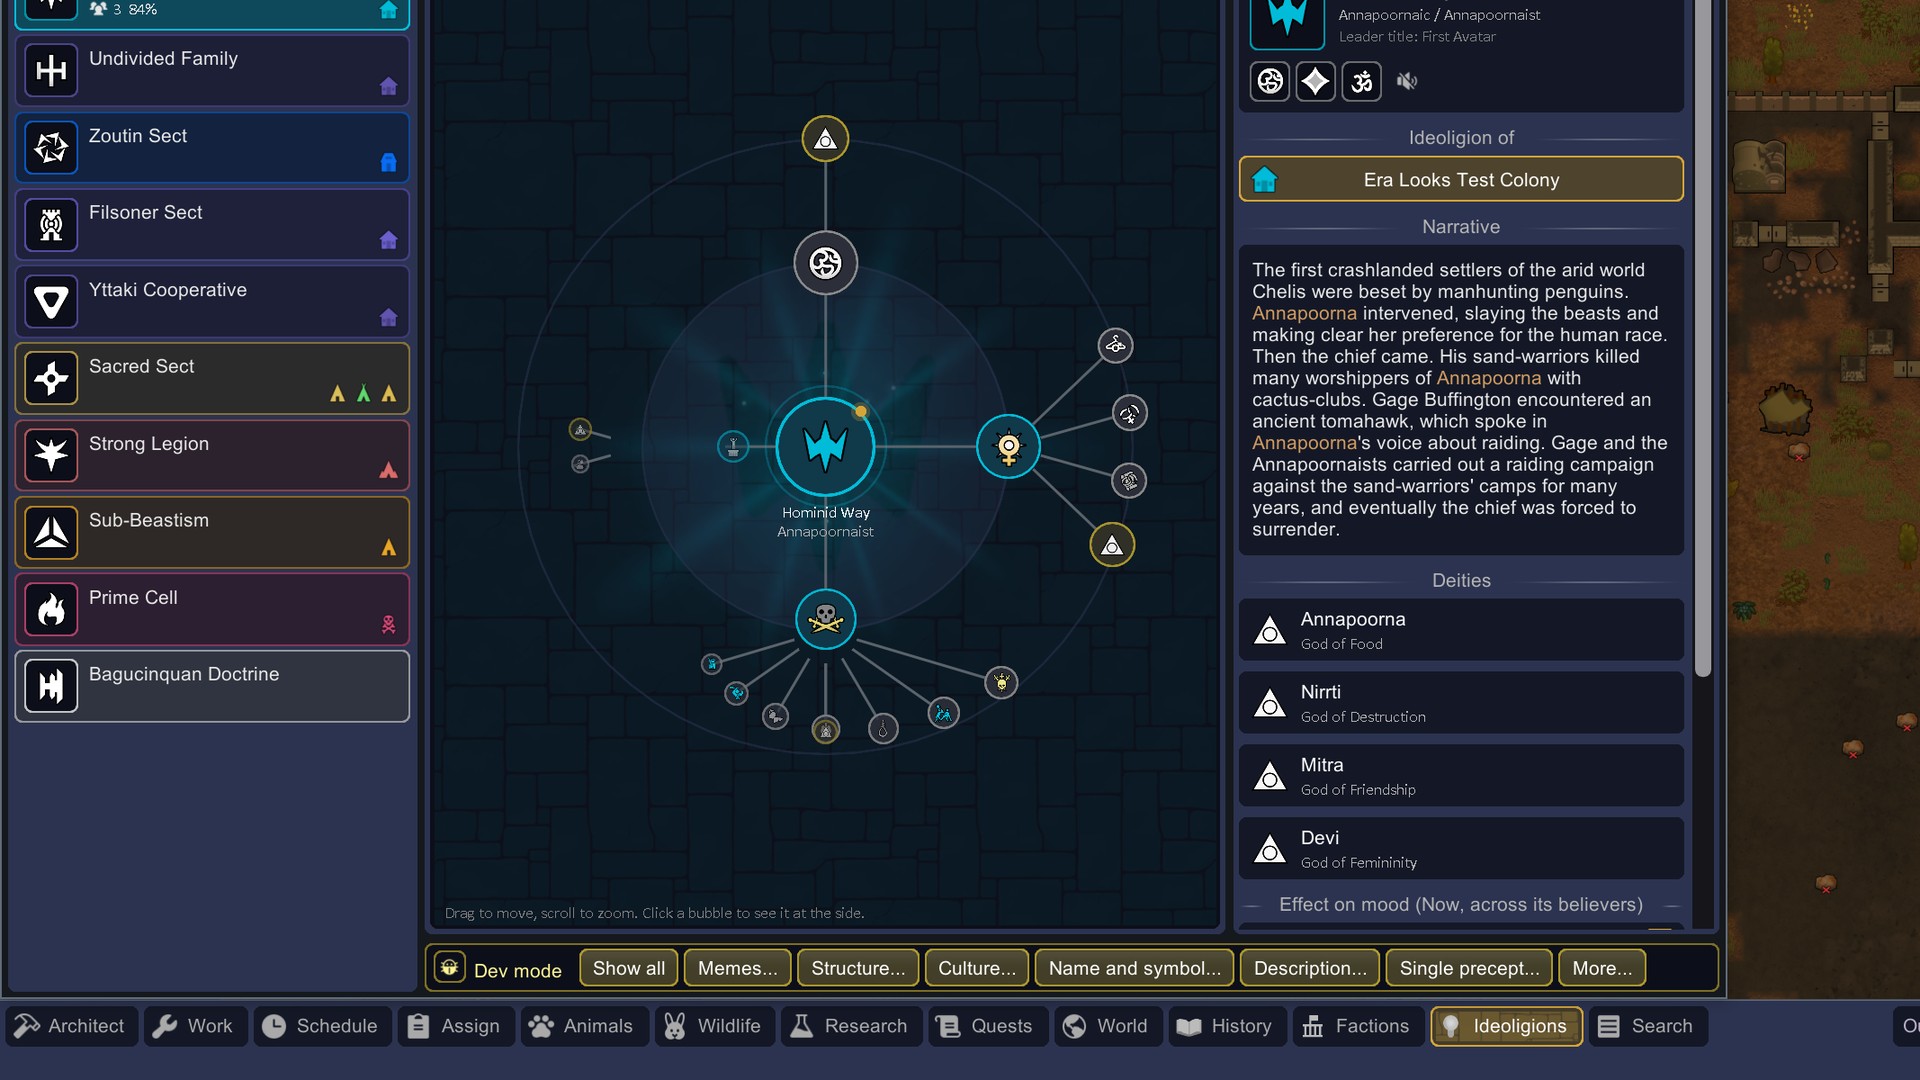 3 84%
Undivided Family
Zoutin Sect
Filsoner Sect
Yttaki Cooperative
Sacred Sect
Strong Legion
Sub-Beastism
Prime Cell
Bagucinquan Doctrine
Hominid Way
Annapoornaist
Drag to move, scroll to zoom. Click a bubble to see it at the side.
Annapoornaic / Annapoornaist
Leader title: First Avatar
Ideoligion of
Era Looks Test Colony
Narrative
The first crashlanded settlers of the arid world
Chelis were beset by manhunting penguins.
Annapoorna intervened, slaying the beasts and
making clear her preference for the human race.
Then the chief came. His sand-warriors killed
many worshippers of Annapoorna with
cactus-clubs. Gage Buffington encountered an
ancient tomahawk, which spoke in
Annapoorna's voice about raiding. Gage and the
Annapoornaists carried out a raiding campaign
against the sand-warriors' camps for many
years, and eventually the chief was forced to
surrender.
Deities
Annapoorna
God of Food
Nirrti
God of Destruction
Mitra
God of Friendship
Devi
God of Femininity
Effect on mood (Now, across its believers)
Dev mode
Show all
Memes...
Structure...
Culture...
Name and symbol...
Description...
Single precept...
More...
Architect
Work
Schedule
Assign
Animals
Wildlife
Research
Quests
World
History
Factions
Ideoligions
Search